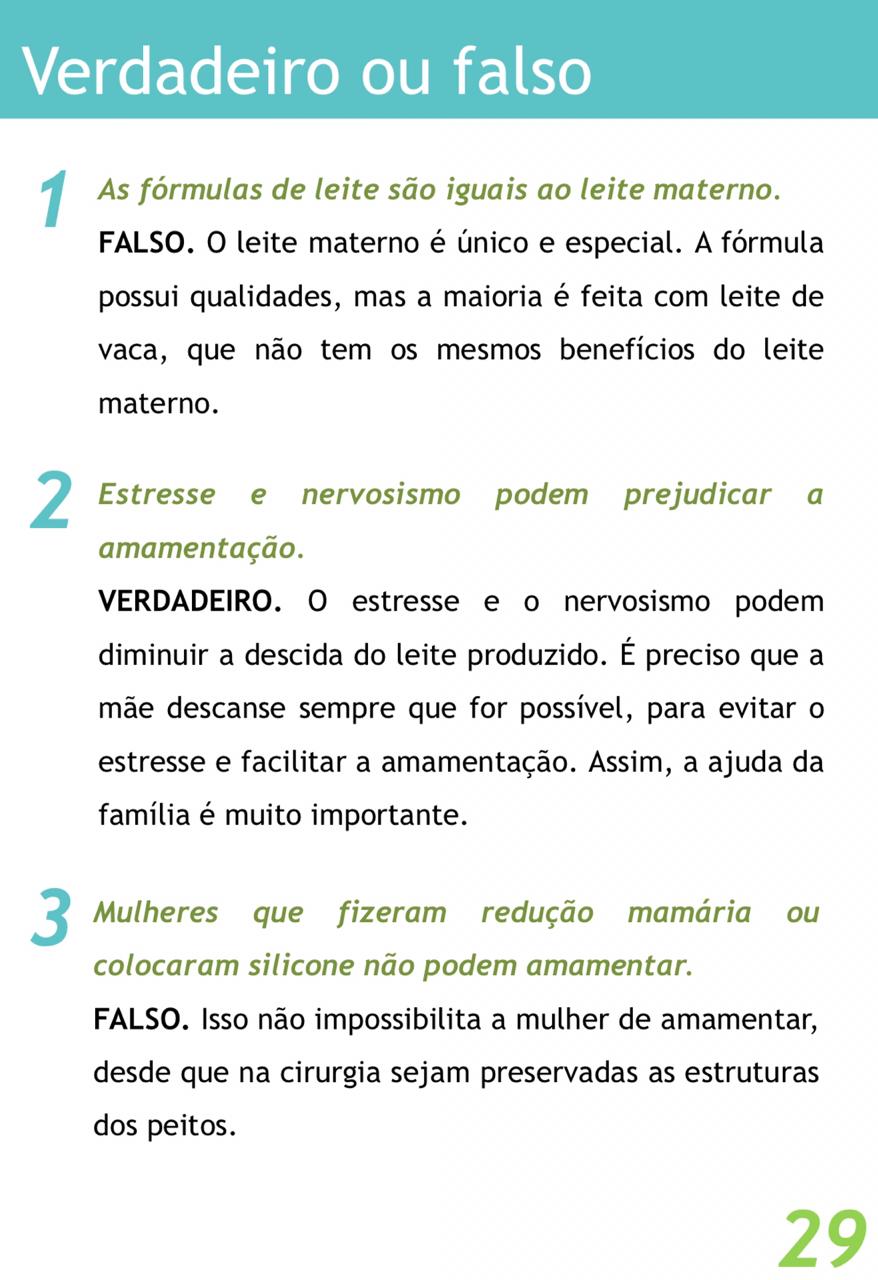 Verdadeiro ou falso
1
As fórmulas de leite são iguais ao leite materno.
FALSO. O leite materno é único e especial. A fórmula
possui qualidades, mas a maioria é feita com leite de
vaca, que não tem os mesmos benefícios do leite
materno.
2
Estresse e nervosismo podem prejudicar a
amamentação.
VERDADEIRO. O estresse e o nervosismo podem
diminuir a descida do leite produzido. É preciso que a
mãe descanse sempre que for possível, para evitar o
estresse e facilitar a amamentação. Assim, a ajuda da
família é muito importante.
3
Mulheres que fizeram redução mamária ou
colocaram silicone não podem amamentar.
FALSO. Isso não impossibilita a mulher de amamentar,
desde que na cirurgia sejam preservadas as estruturas
dos peitos.
29